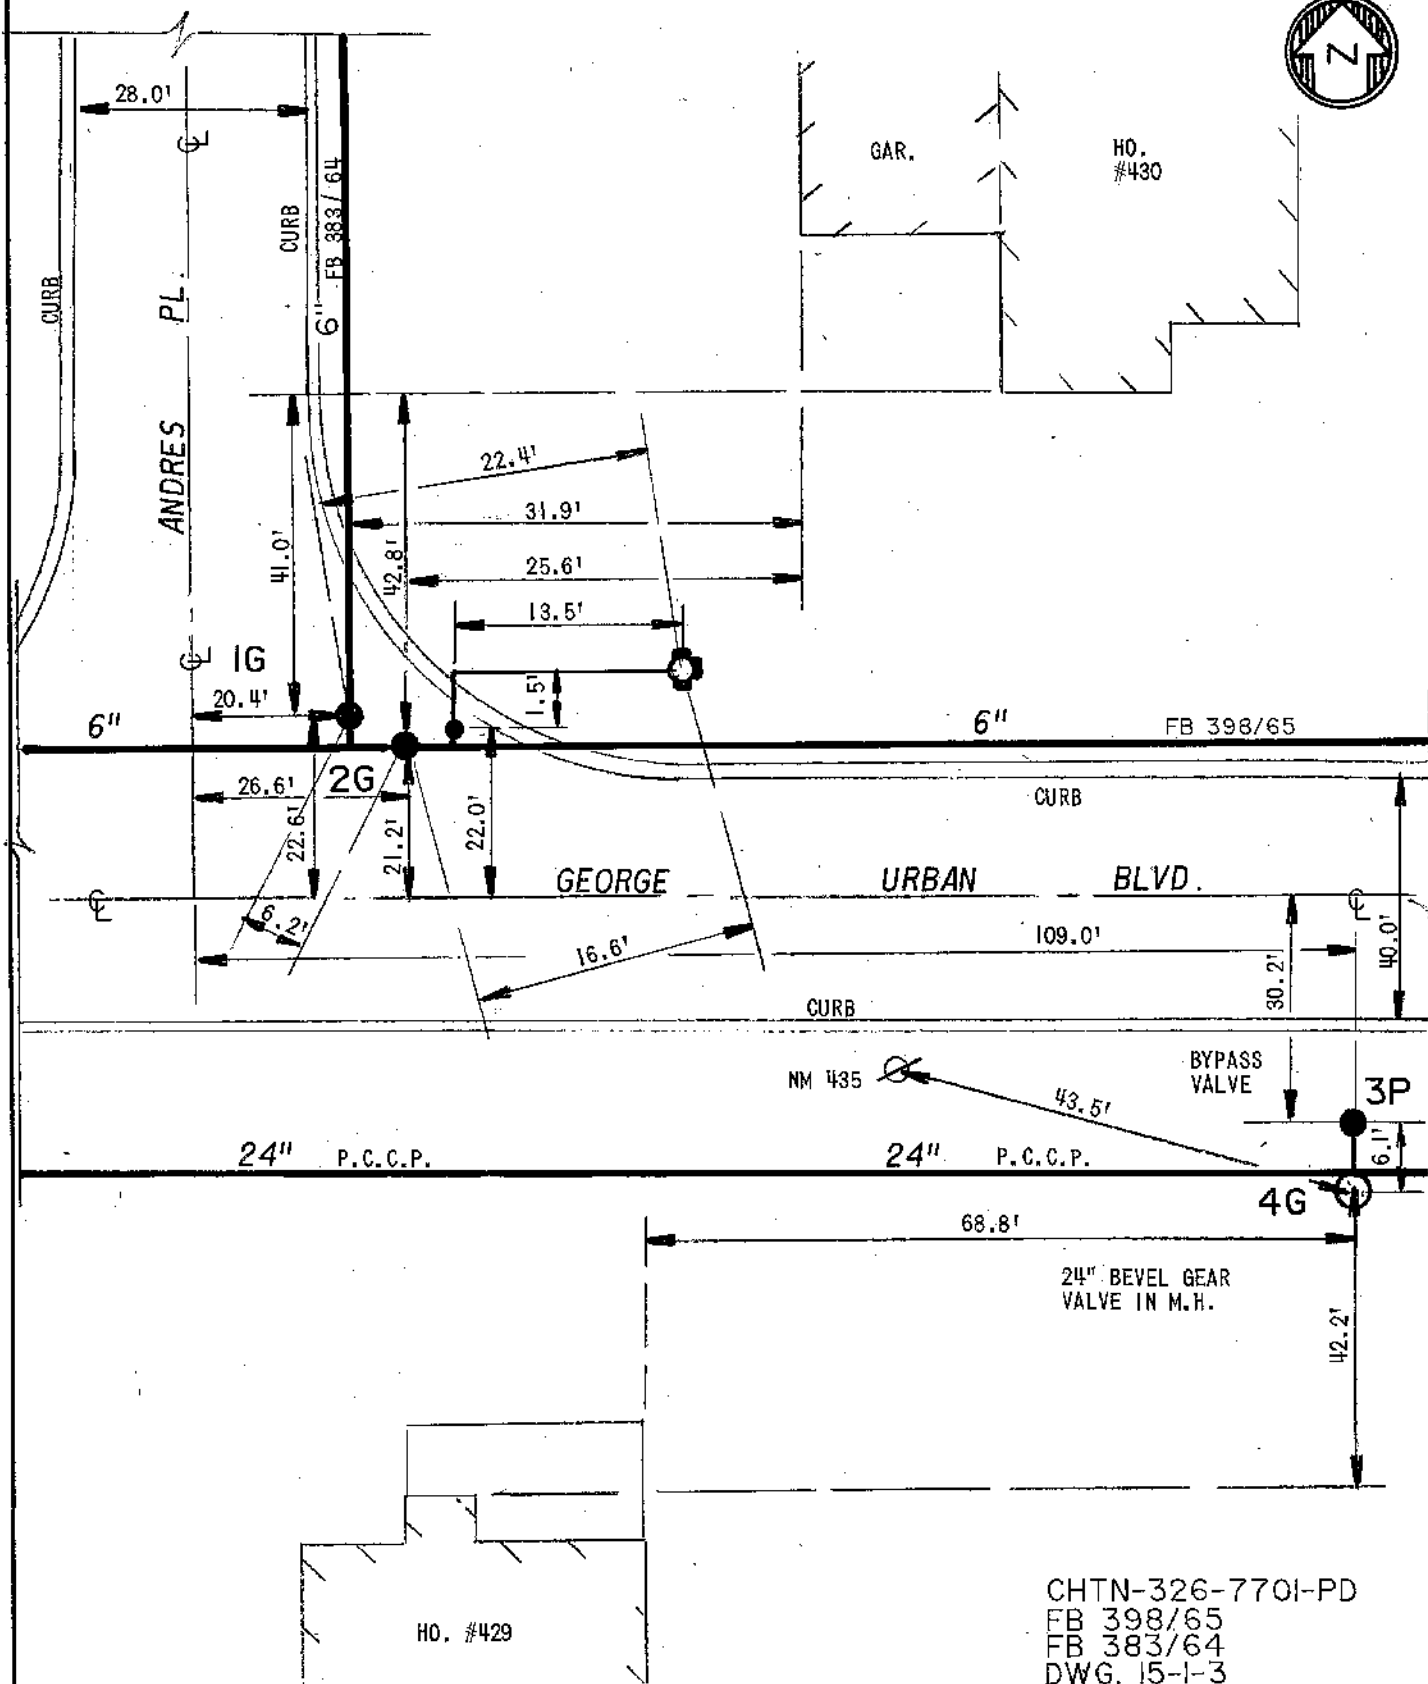 N
28.0'
℄
GAR.
HO.
#430
CURB
CURB
FB 383/64
6"
ANDRES PL.
22.4'
31.9'
41.0'
42.8'
25.6'
13.5'
1.5'
℄
1G
20.4'
6"
6"
FB 398/65
2G
26.6'
22.6'
21.2'
22.0'
CURB
GEORGE URBAN BLVD.
℄
℄
6.2'
16.6'
109.0'
30.2'
40.0'
CURB
NM 435
BYPASS
VALVE
43.5'
3P
24" P.C.C.P.
24" P.C.C.P.
6.1'
4G
68.8'
24" BEVEL GEAR
VALVE IN M.H.
42.2'
HO. #429
CHTN-326-7701-PD
FB 398/65
FB 383/64
DWG. 15-1-3